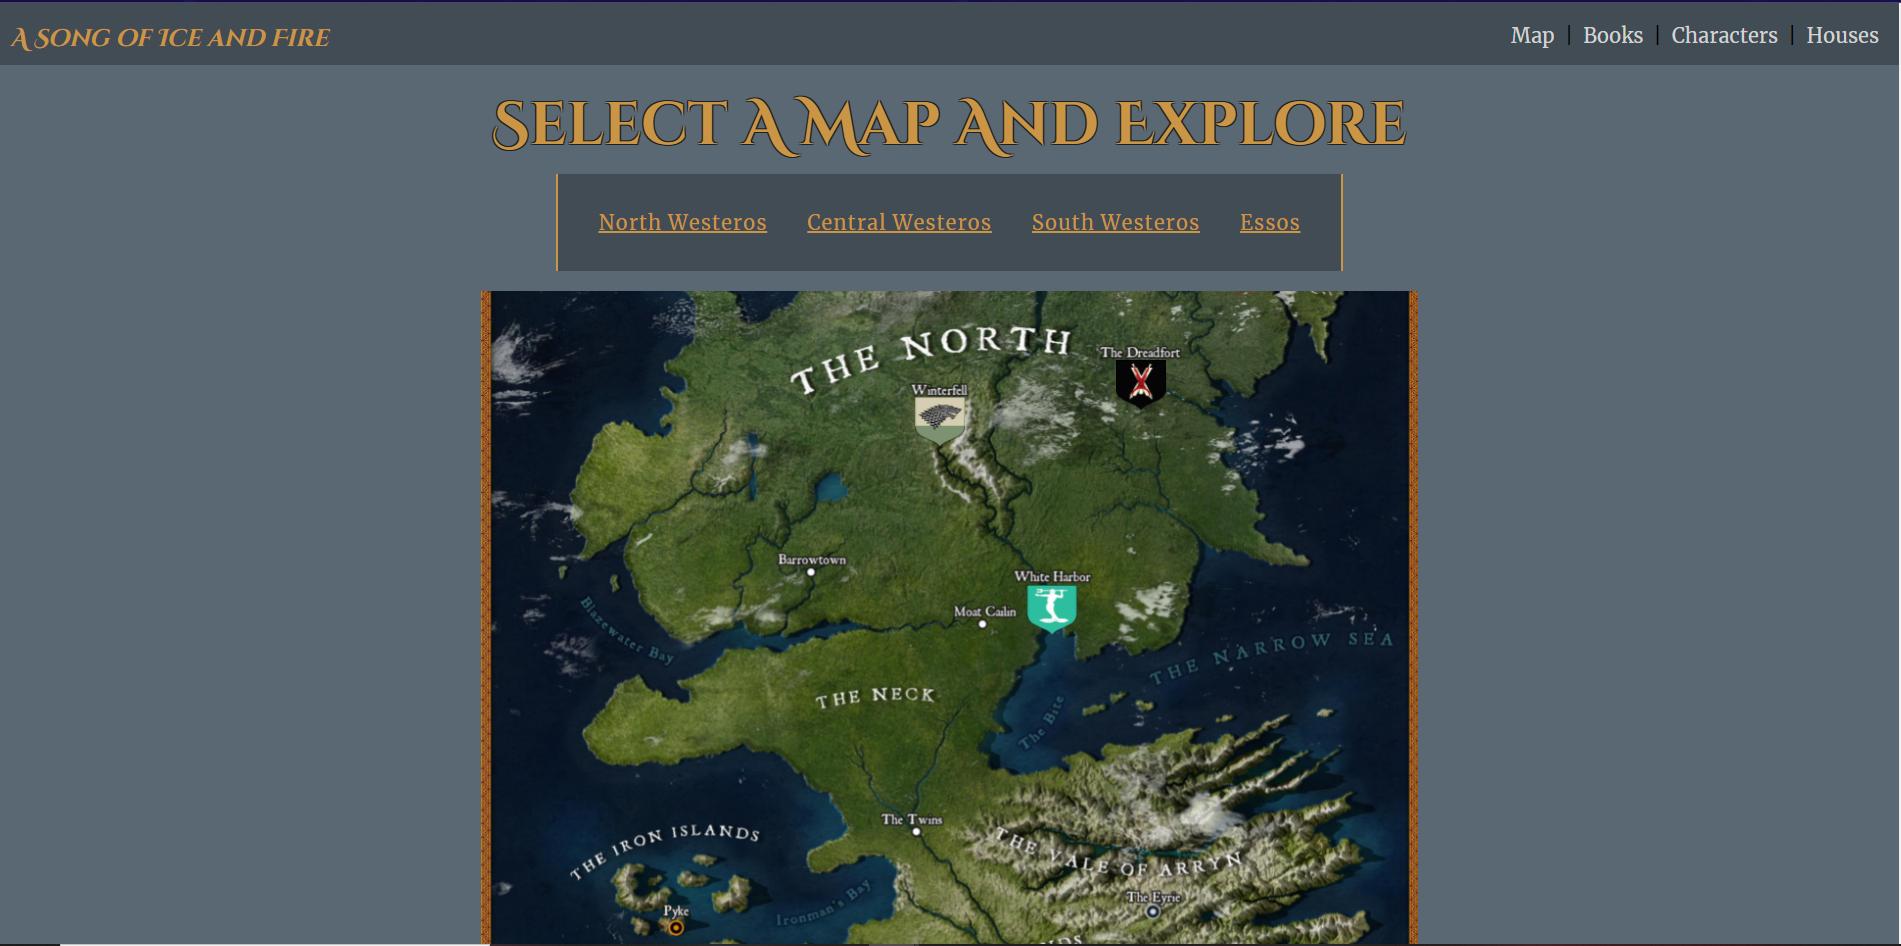 A Song of Ice and Fire
Map | Books | Characters | Houses
Select A Map And Explore
North Westeros Central Westeros South Westeros Essos
THE NORTH
The Dreadfort
Winterfell
Barrowtown
White Harbor
Moat Cailin
Blazewater Bay
THE NARROW SEA
THE NECK
The Bite
The Twins
THE IRON ISLANDS
THE VALE OF ARRYN
Ironman's Bay
The Eyrie
Pyke